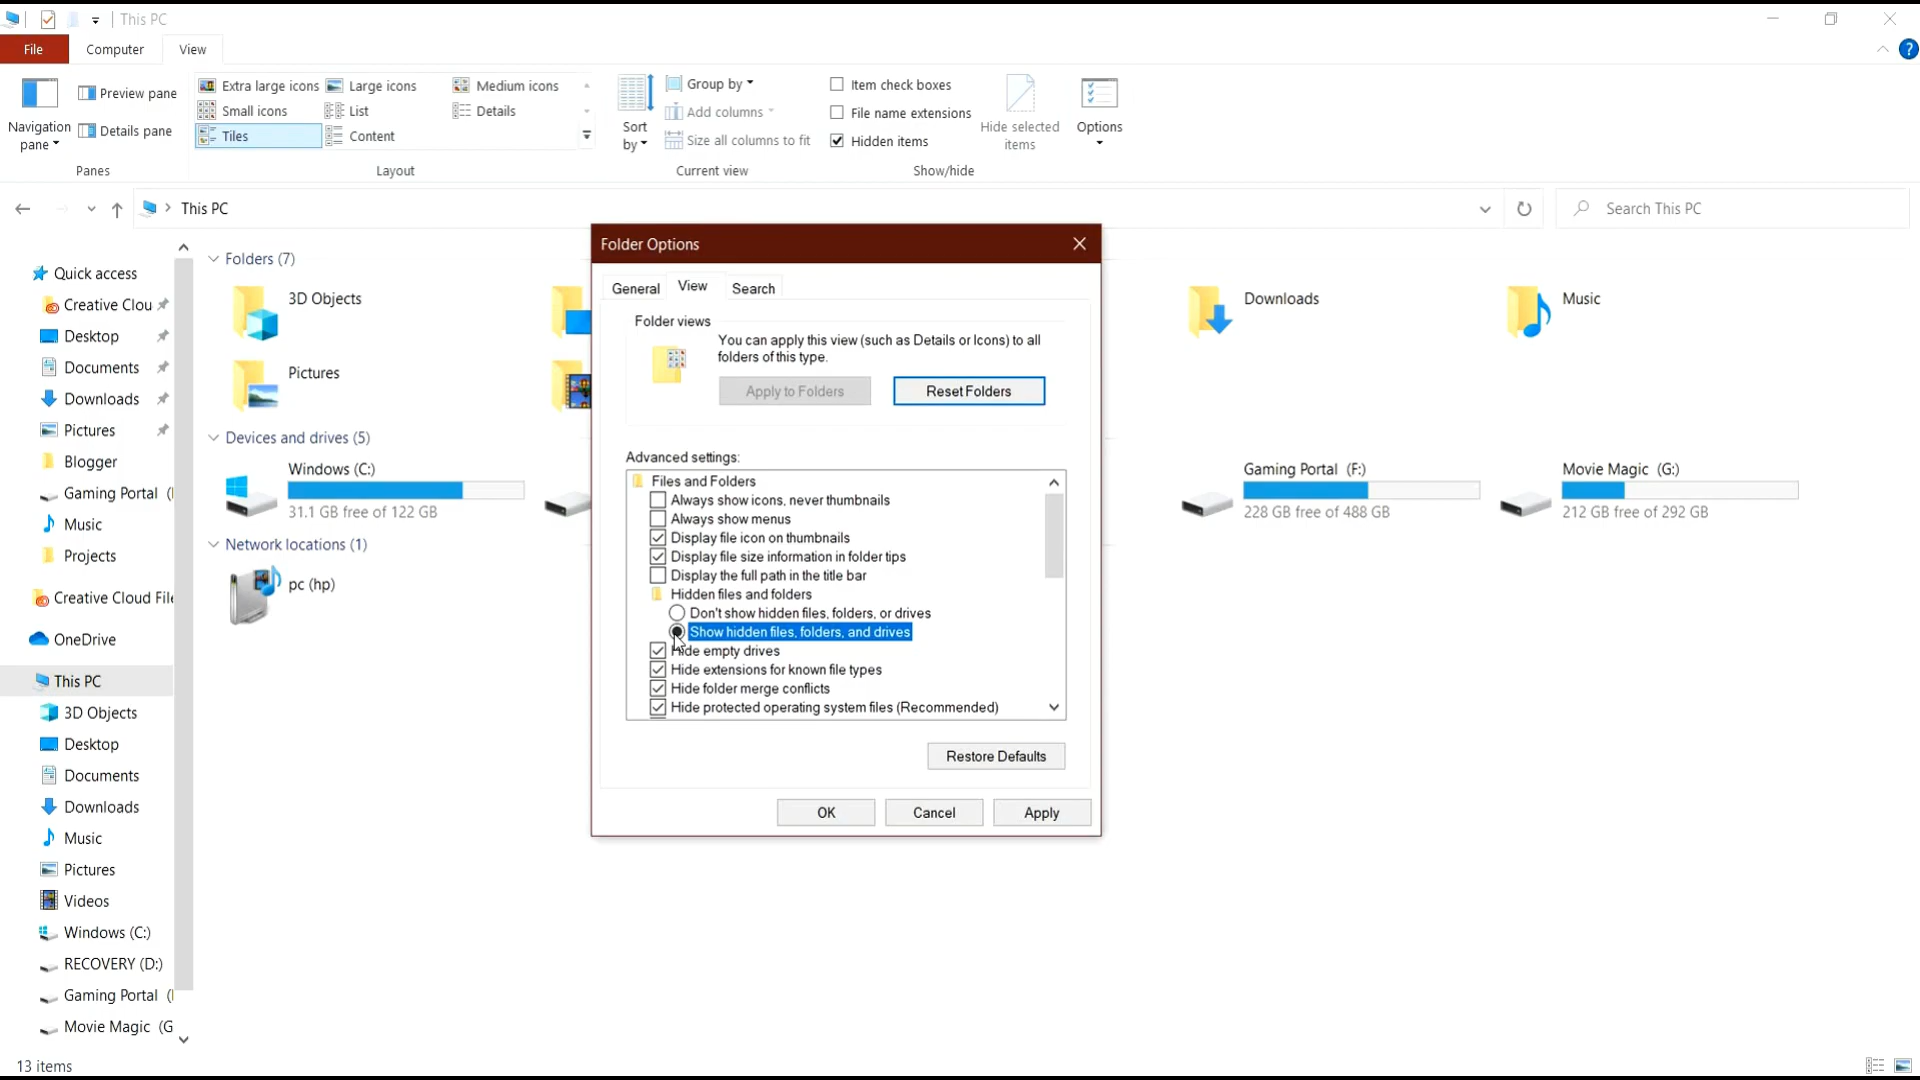 This PC
File
Computer
View
Navigation
pane
Preview pane
Details pane
Panes
Extra large icons
Large icons
Medium icons
Small icons
List
Details
Tiles
Content
Layout
Sort
by
Group by
Add columns
Size all columns to fit
Current view
Item check boxes
File name extensions
Hidden items
Hide selected
items
Show/hide
Options
?
This PC
Search This PC
Quick access
Creative Clou
Desktop
Documents
Downloads
Pictures
Blogger
Gaming Portal (
Music
Projects
Creative Cloud File
OneDrive
This PC
3D Objects
Desktop
Documents
Downloads
Music
Pictures
Videos
Windows (C:)
RECOVERY (D:)
Gaming Portal (
Movie Magic (G
Folders (7)
3D Objects
Downloads
Music
Pictures
Devices and drives (5)
Windows (C:)
31.1 GB free of 122 GB
Gaming Portal (F:)
228 GB free of 488 GB
Movie Magic (G:)
212 GB free of 292 GB
Network locations (1)
pc (hp)
Folder Options
General
View
Search
Folder views
You can apply this view (such as Details or Icons) to all
folders of this type.
Apply to Folders
Reset Folders
Advanced settings:
Files and Folders
Always show icons, never thumbnails
Always show menus
Display file icon on thumbnails
Display file size information in folder tips
Display the full path in the title bar
Hidden files and folders
Don't show hidden files, folders, or drives
Show hidden files, folders, and drives
Hide empty drives
Hide extensions for known file types
Hide folder merge conflicts
Hide protected operating system files (Recommended)
Restore Defaults
OK
Cancel
Apply
13 items